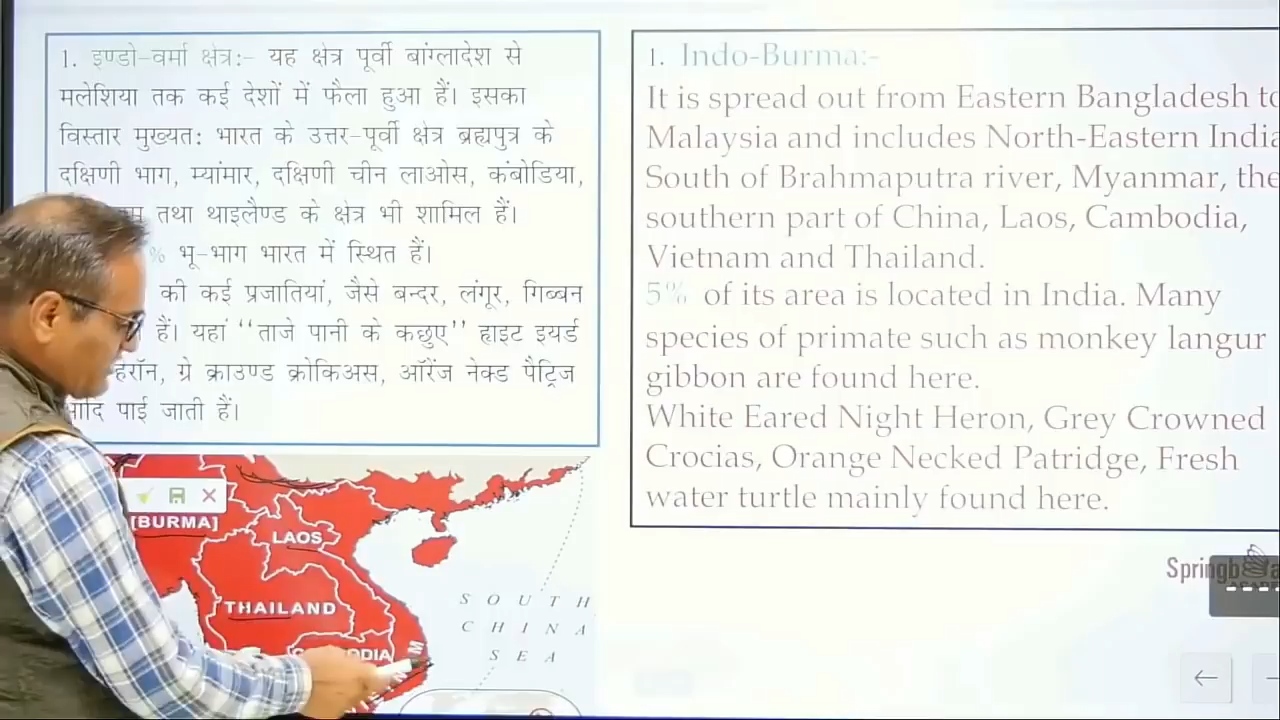 1. इण्डो-वर्मा क्षेत्र:- यह क्षेत्र पूर्वी बांग्लादेश से
मलेशिया तक कई देशों में फैला हुआ हैं। इसका
विस्तार मुख्यत: भारत के उत्तर-पूर्वी क्षेत्र ब्रह्मपुत्र के
दक्षिणी भाग, म्यांमार, दक्षिणी चीन लाओस, कंबोडिया,
तथा थाइलैण्ड के क्षेत्र भी शामिल हैं।
% भू-भाग भारत में स्थित हैं।
की कई प्रजातियां, जैसे बन्दर, लंगूर, गिब्बन
हैं। यहां "ताजे पानी के कछुए" ह्राइट इयर्ड
हेरॉन, ग्रे क्राउण्ड क्रोकिअस, ऑरेंज नेक्ड पैट्रिज
आदि पाई जाती हैं।
[BURMA]
LAOS
THAILAND
SOUTH
CHINA
SEA
1. Indo-Burma:-
It is spread out from Eastern Bangladesh to
Malaysia and includes North-Eastern India
South of Brahmaputra river, Myanmar, the
southern part of China, Laos, Cambodia,
Vietnam and Thailand.
5% of its area is located in India. Many
species of primate such as monkey langur
gibbon are found here.
White Eared Night Heron, Grey Crowned
Crocias, Orange Necked Patridge, Fresh
water turtle mainly found here.
Springb